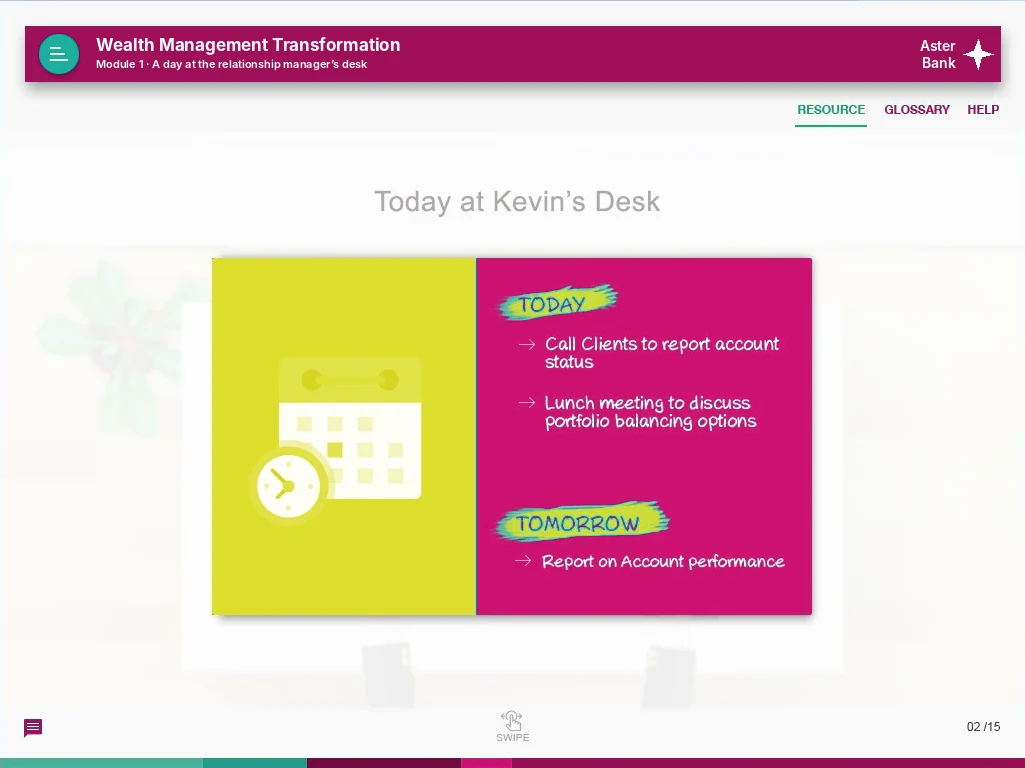 Wealth Management Transformation
Module 1 · A day at the relationship manager’s desk
Aster
Bank
RESOURCE GLOSSARY HELP
Today at Kevin’s Desk
TODAY
→ Call Clients to report account
status
→ Lunch meeting to discuss
portfolio balancing options
TOMORROW
→ Report on Account performance
SWIPE
02 /15